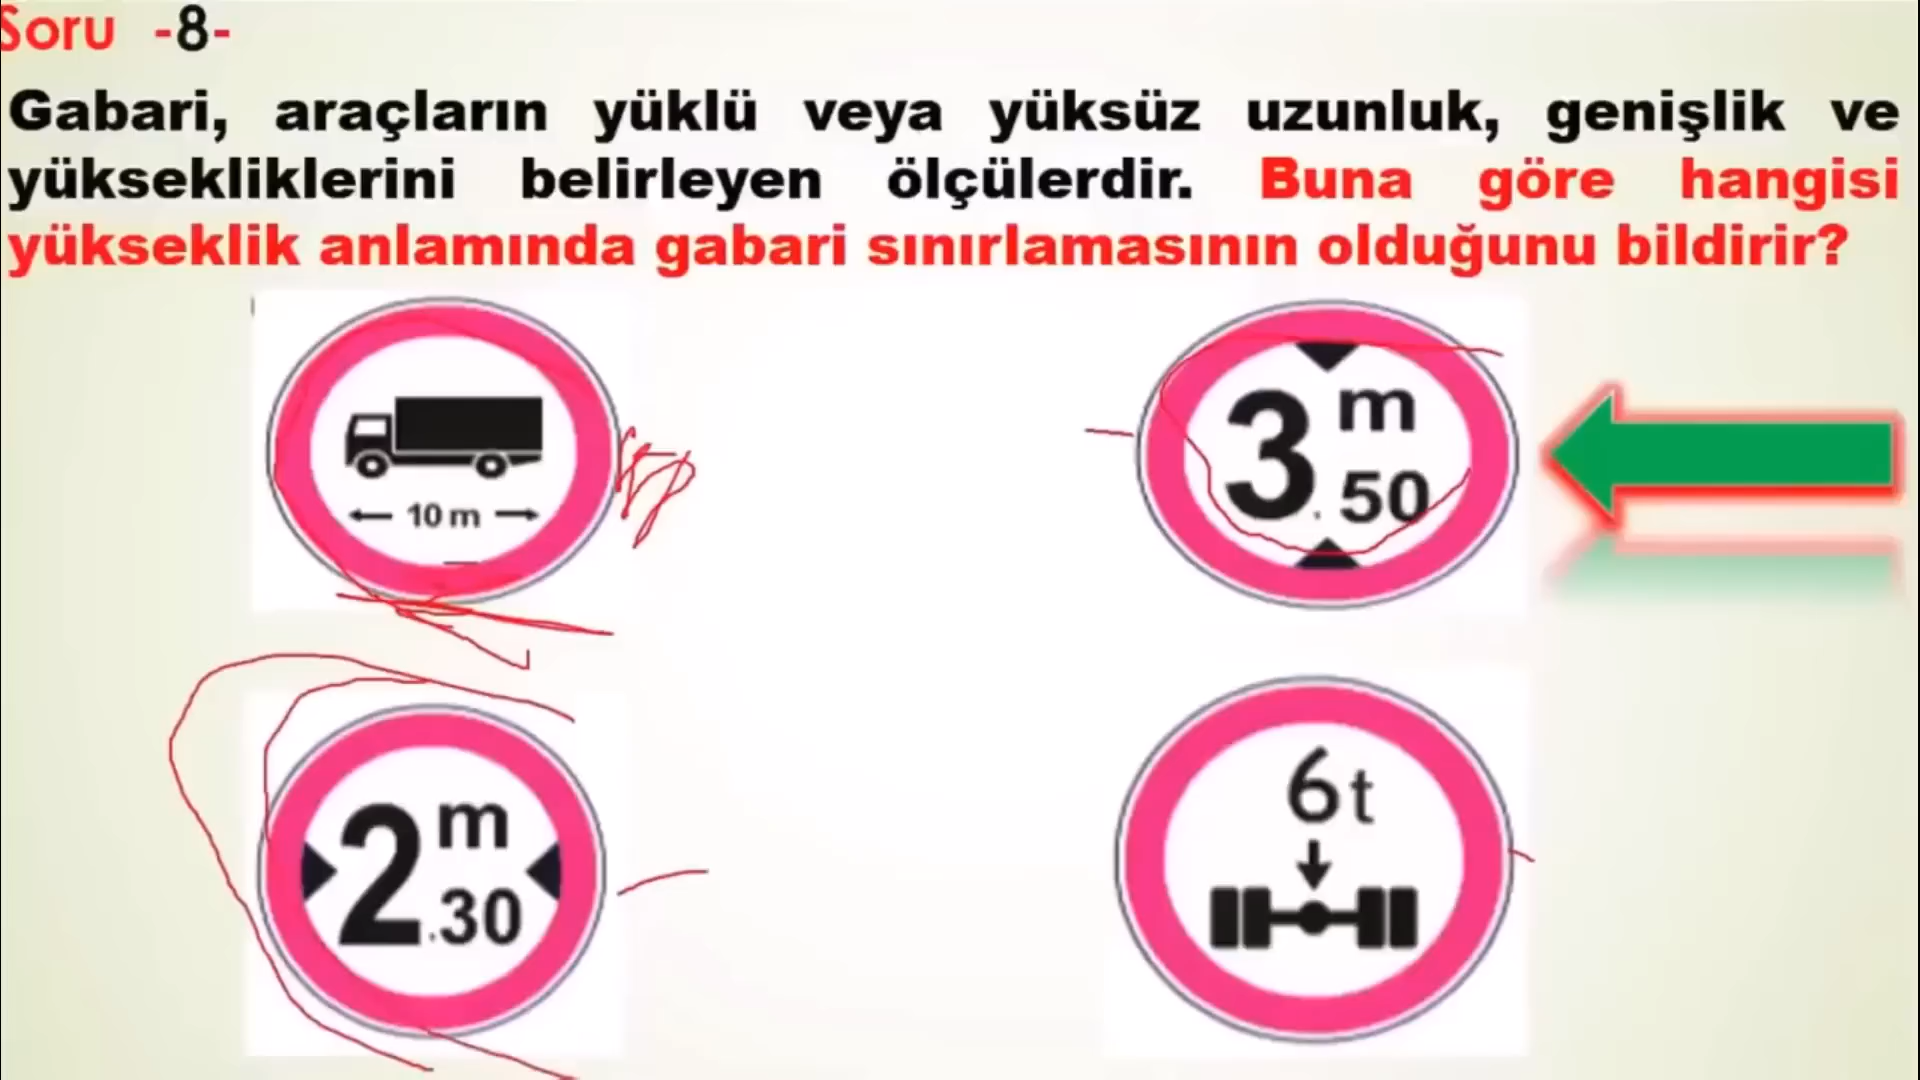 Soru -8-
Gabari, araçların yüklü veya yüksüz uzunluk, genişlik ve
yüksekliklerini belirleyen ölçülerdir. Buna göre hangisi
yükseklik anlamında gabari sınırlamasının olduğunu bildirir?
10 m
3 m .50
2 m .30
6t